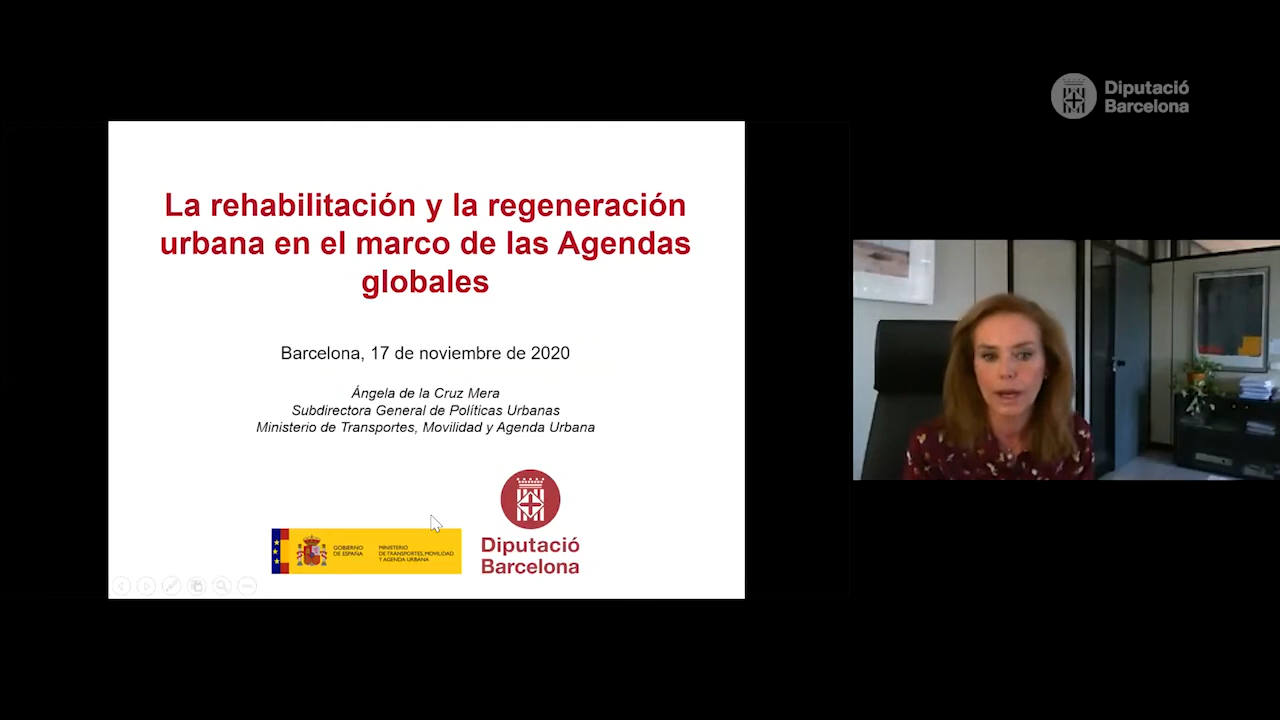 Diputació
Barcelona
La rehabilitación y la regeneración
urbana en el marco de las Agendas
globales
Barcelona, 17 de noviembre de 2020
Ángela de la Cruz Mera
Subdirectora General de Políticas Urbanas
Ministerio de Transportes, Movilidad y Agenda Urbana
GOBIERNO
DE ESPAÑA
MINISTERIO
DE TRANSPORTES, MOVILIDAD
Y AGENDA URBANA
Diputació
Barcelona